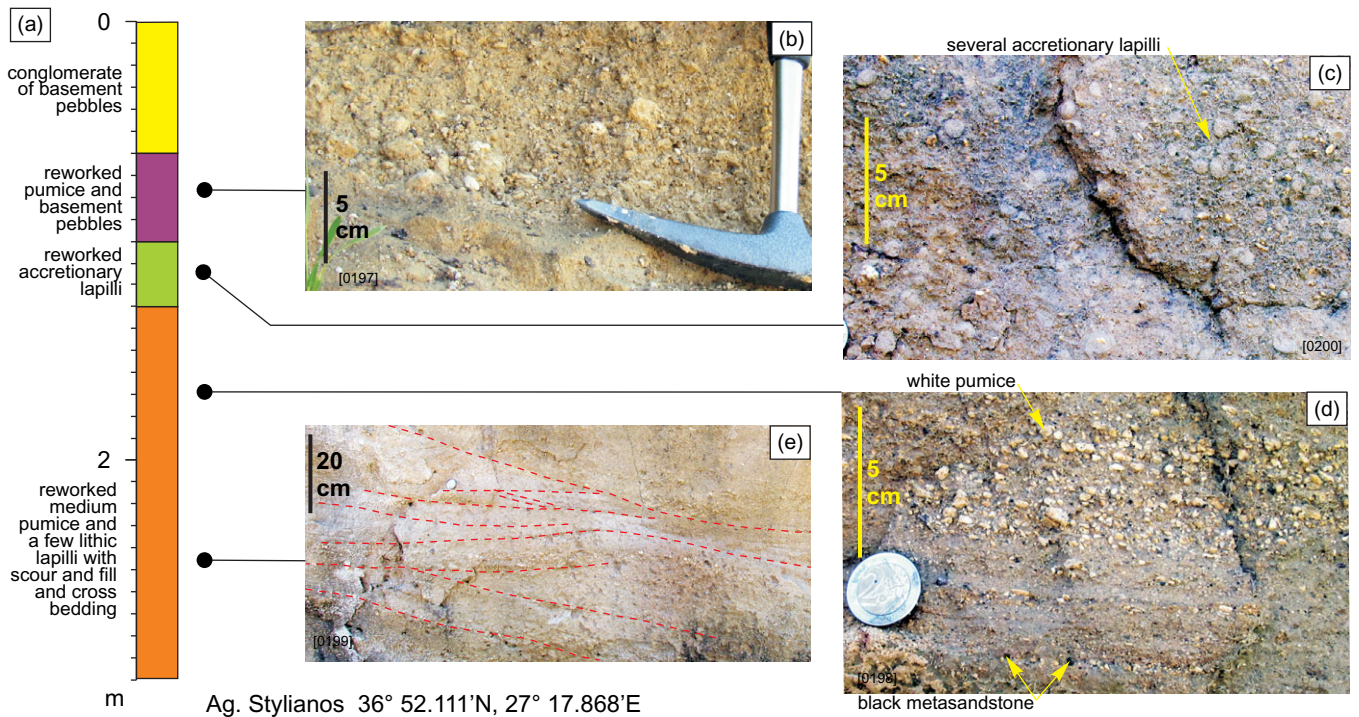 (a)
0
conglomerate
of basement
pebbles
reworked
pumice and
basement
pebbles
reworked
accretionary
lapilli
2
reworked
medium
pumice and
a few lithic
lapilli with
scour and fill
and cross
bedding
m
(b)
5
cm
[0197]
several accretionary lapilli
(c)
5
cm
[0200]
white pumice
(d)
5
cm
2
[0198]
black metasandstone
(e)
20
cm
[0199]
Ag. Stylianos 36° 52.111’N, 27° 17.868’E